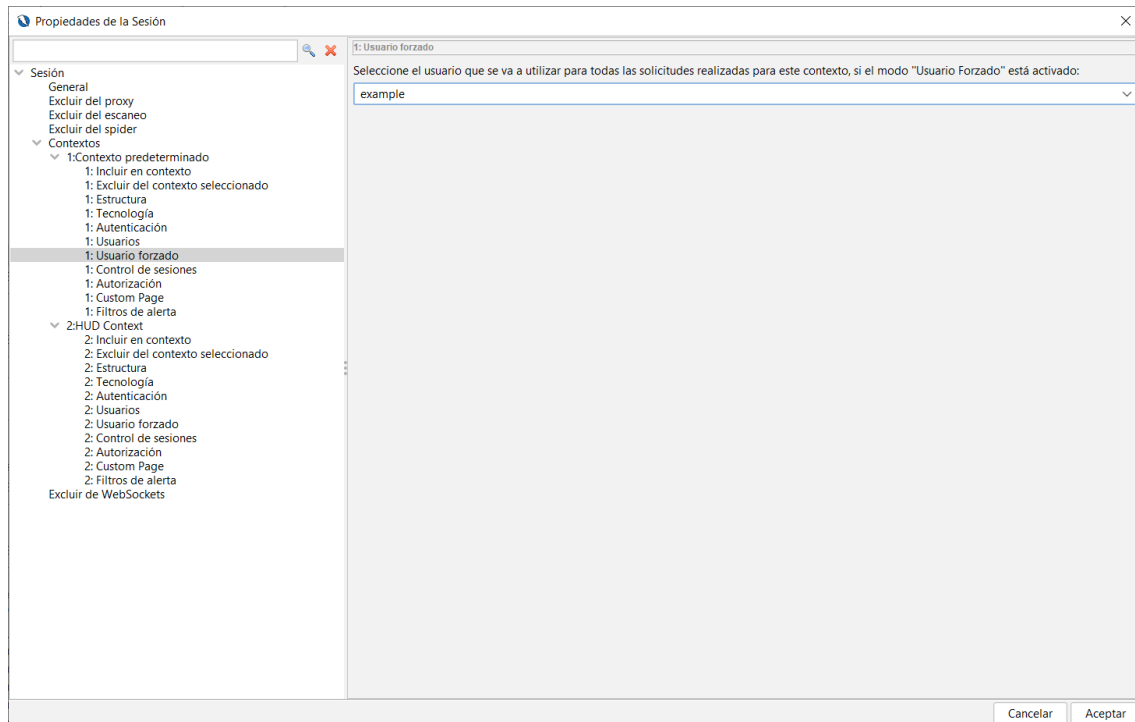 Propiedades de la Sesión
1: Usuario forzado
Seleccione el usuario que se va a utilizar para todas las solicitudes realizadas para este contexto, si el modo "Usuario Forzado" está activado:
example
Sesión
General
Excluir del proxy
Excluir del escaneo
Excluir del spider
Contextos
1:Contexto predeterminado
1: Incluir en contexto
1: Excluir del contexto seleccionado
1: Estructura
1: Tecnología
1: Autenticación
1: Usuarios
1: Usuario forzado
1: Control de sesiones
1: Autorización
1: Custom Page
1: Filtros de alerta
2:HUD Context
2: Incluir en contexto
2: Excluir del contexto seleccionado
2: Estructura
2: Tecnología
2: Autenticación
2: Usuarios
2: Usuario forzado
2: Control de sesiones
2: Autorización
2: Custom Page
2: Filtros de alerta
Excluir de WebSockets
Cancelar
Aceptar